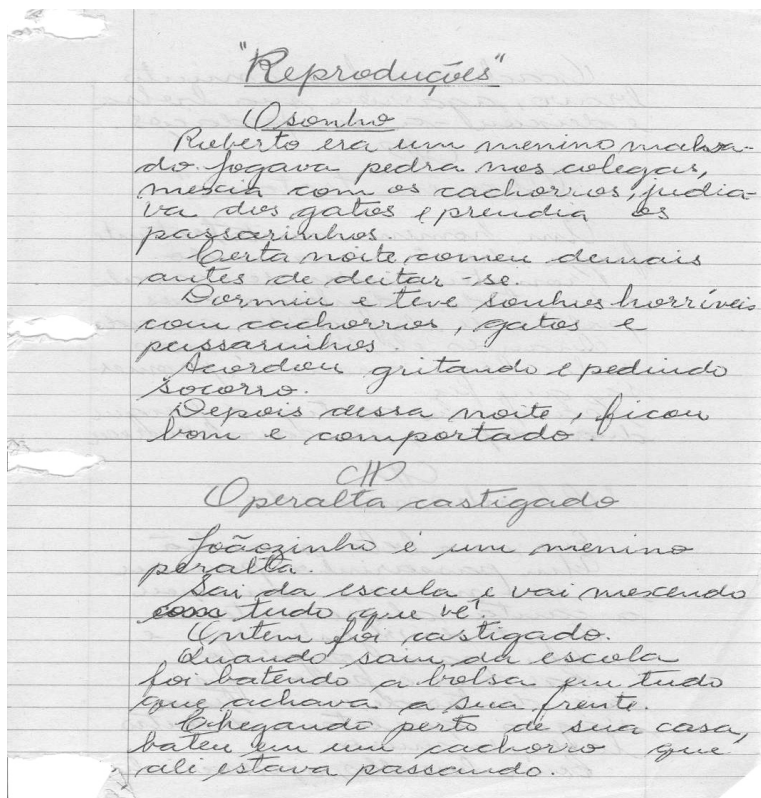 "Reproduções"
O sonho
Roberto era um menino malva-
do. Jogava pedra nos colegas,
mexia com os cachorros, judia-
va dos gatos e prendia os
passarinhos.
Certa noite comeu demais
antes de deitar-se.
Dormiu e teve sonhos horríveis
com cachorros, gatos e
passarinhos.
Acordou gritando e pedindo
socorro.
Depois dessa noite, ficou
bom e comportado.
O peralta castigado
Joãozinho é um menino
peralta.
Sai da escola e vai mexendo
com tudo que vê.
Ontem foi castigado.
Quando saiu da escola
foi batendo a bolsa em tudo
que achava a sua frente.
Chegando perto de sua casa,
bateu em um cachorro que
ali estava passando.